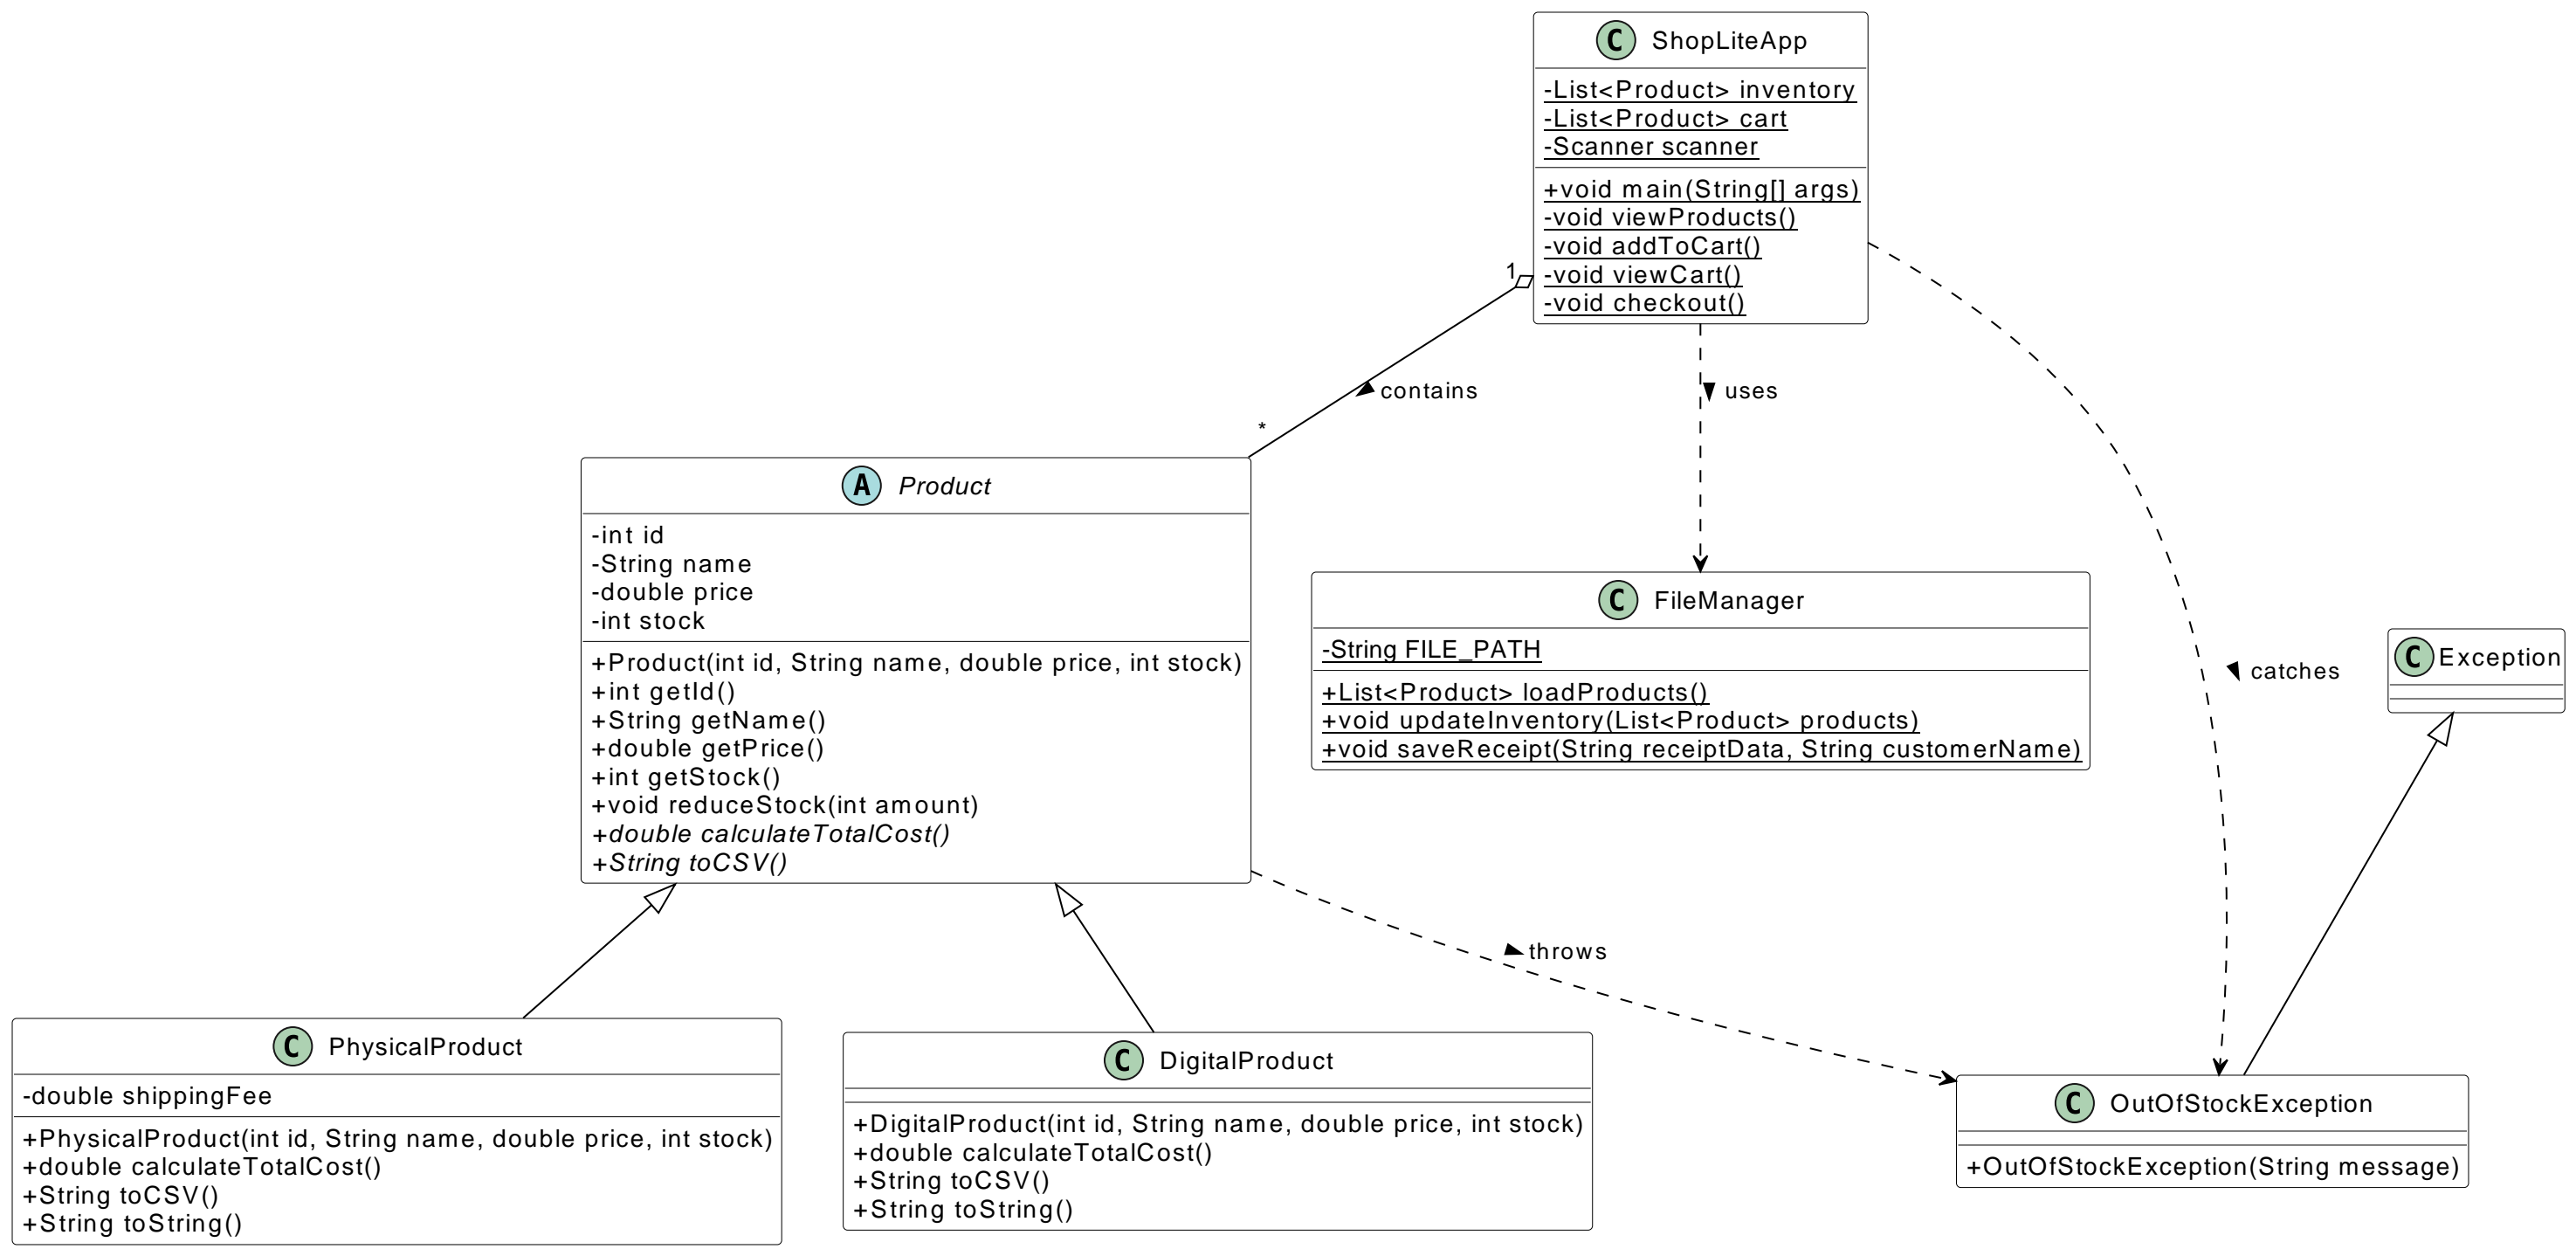 C ShopLiteApp
-List<Product> inventory
-List<Product> cart
-Scanner scanner
+void main(String[] args)
-void viewProducts()
-void addToCart()
-void viewCart()
-void checkout()
1
contains
uses
*
A Product
-int id
-String name
-double price
-int stock
+Product(int id, String name, double price, int stock)
+int getId()
+String getName()
+double getPrice()
+int getStock()
+void reduceStock(int amount)
+double calculateTotalCost()
+String toCSV()
C FileManager
-String FILE_PATH
+List<Product> loadProducts()
+void updateInventory(List<Product> products)
+void saveReceipt(String receiptData, String customerName)
catches
C Exception
throws
C PhysicalProduct
-double shippingFee
+PhysicalProduct(int id, String name, double price, int stock)
+double calculateTotalCost()
+String toCSV()
+String toString()
C DigitalProduct
+DigitalProduct(int id, String name, double price, int stock)
+double calculateTotalCost()
+String toCSV()
+String toString()
C OutOfStockException
+OutOfStockException(String message)